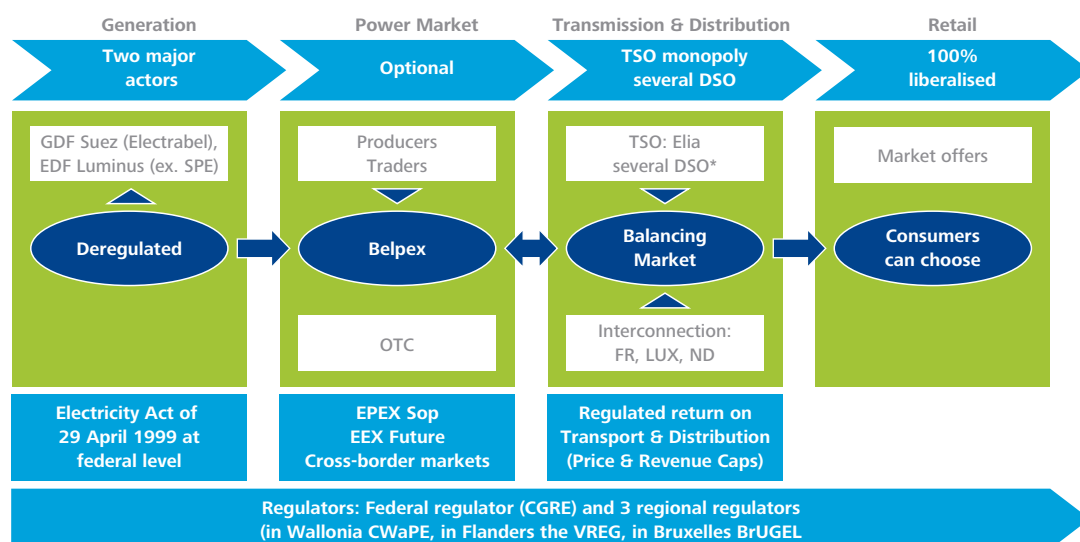 Generation
Power Market
Transmission & Distribution
Retail
Two major
actors
Optional
TSO monopoly
several DSO
100%
liberalised
GDF Suez (Electrabel),
EDF Luminus (ex. SPE)
Producers
Traders
TSO: Elia
several DSO*
Market offers
Deregulated
Belpex
Balancing
Market
Consumers
can choose
OTC
Interconnection:
FR, LUX, ND
Electricity Act of
29 April 1999 at
federal level
EPEX Sop
EEX Future
Cross-border markets
Regulated return on
Transport & Distribution
(Price & Revenue Caps)
Regulators: Federal regulator (CGRE) and 3 regional regulators
(in Wallonia CWaPE, in Flanders the VREG, in Bruxelles BrUGEL